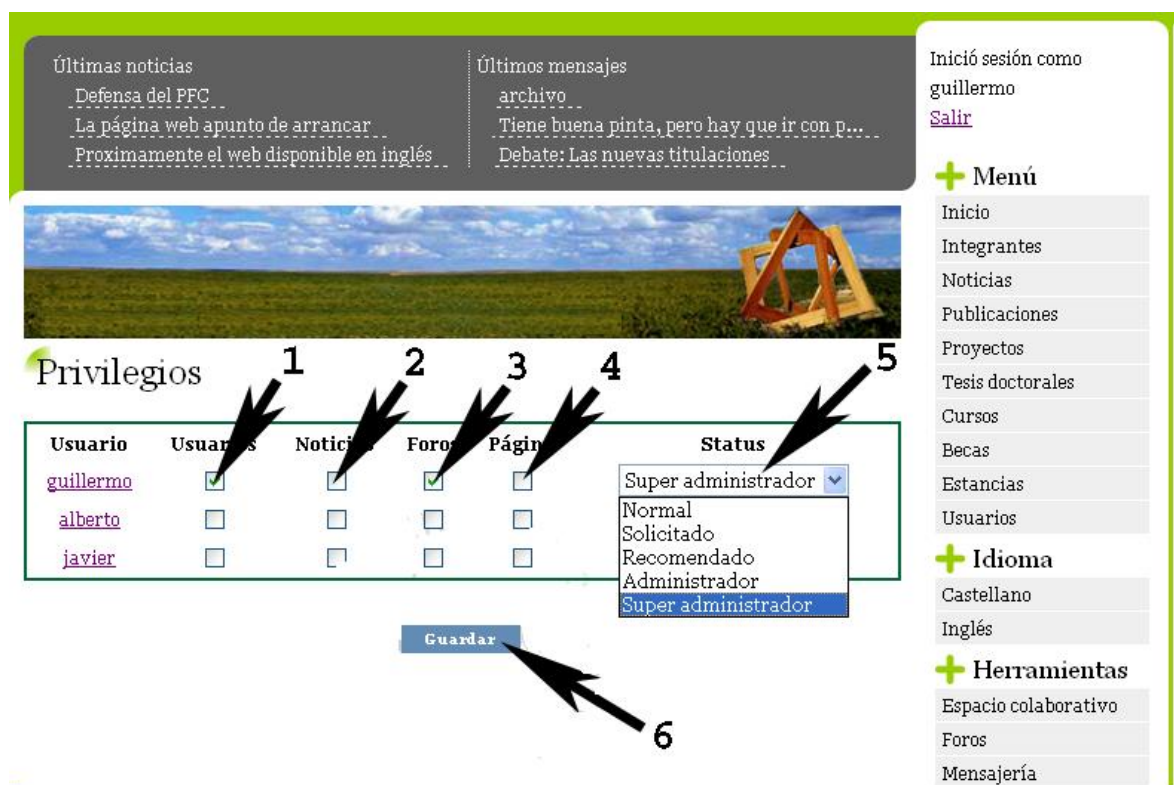 Últimas noticias
Defensa del PFC
La página web apunto de arrancar
Proximamente el web disponible en inglés
Últimos mensajes
archivo
Tiene buena pinta, pero hay que ir con p...
Debate: Las nuevas titulaciones
Inició sesión como
guillermo
Salir
Privilegios
1 2 3 4 5
Usuario Usuarios Noticias Foros Página Status
guillermo Super administrador
alberto
javier
Normal
Solicitado
Recomendado
Administrador
Super administrador
Guardar
6
Menú
Inicio
Integrantes
Noticias
Publicaciones
Proyectos
Tesis doctorales
Cursos
Becas
Estancias
Usuarios
Idioma
Castellano
Inglés
Herramientas
Espacio colaborativo
Foros
Mensajería